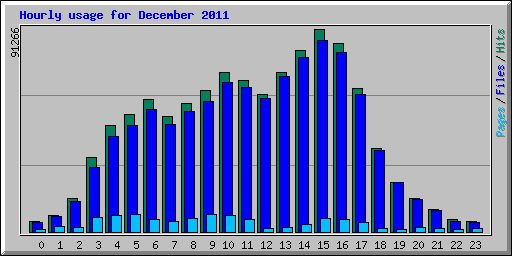 Hourly usage for December 2011
91266
Pages/Files/Hits
0 1 2 3 4 5 6 7 8 9 10 11 12 13 14 15 16 17 18 19 20 21 22 23